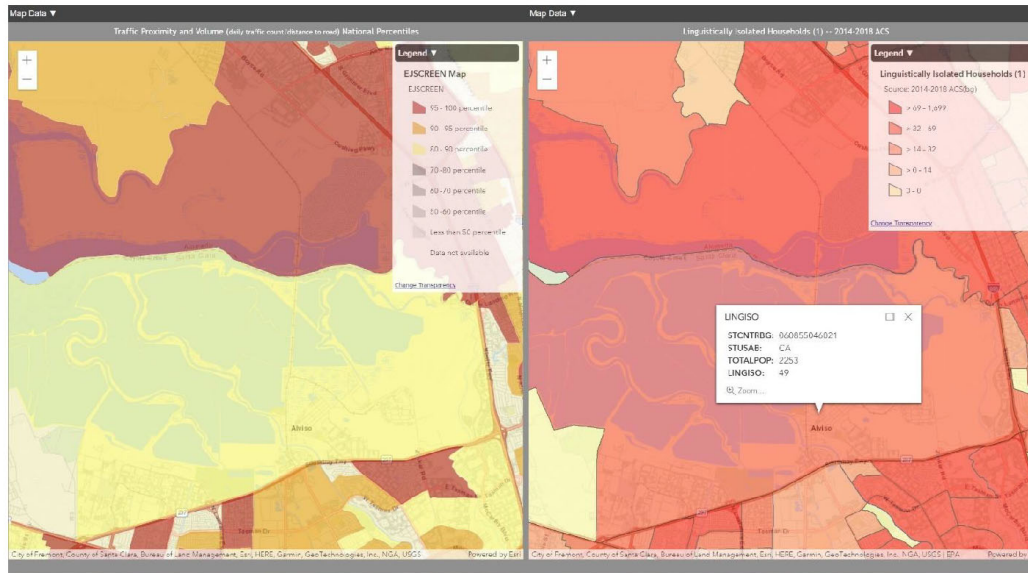 Map Data ▼
Traffic Proximity and Volume (daily traffic count/distance to road) National Percentiles
+
−
Legend ▼
EJSCREEN Map
EJSCREEN
95 - 100 percentile
90 - 95 percentile
80 - 90 percentile
70 -80 percentile
60 -70 percentile
50 -60 percentile
Less than 50 percentile
Data not available
Change Transparency
Alviso
237
City of Fremont, County of Santa Clara, Bureau of Land Management, Esri, HERE, Garmin, GeoTechnologies, Inc., NGA, USGS
Powered by Esri
Map Data ▼
Linguistically Isolated Households (1) -- 2014-2018 ACS
+
−
Legend ▼
Linguistically Isolated Households (1)
Source: 2014-2018 ACS(bg)
> 69 - 1,699
> 32 - 69
> 14 - 32
> 0 - 14
0 - 0
Change Transparency
LINGISO
STCNTRBG: 060855046021
STUSAB: CA
TOTALPOP: 2253
LINGISO: 49
Zoom ...
Alviso
237
City of Fremont, County of Santa Clara, Bureau of Land Management, Esri, HERE, Garmin, GeoTechnologies, Inc., NGA, USGS | EPA
Powered by